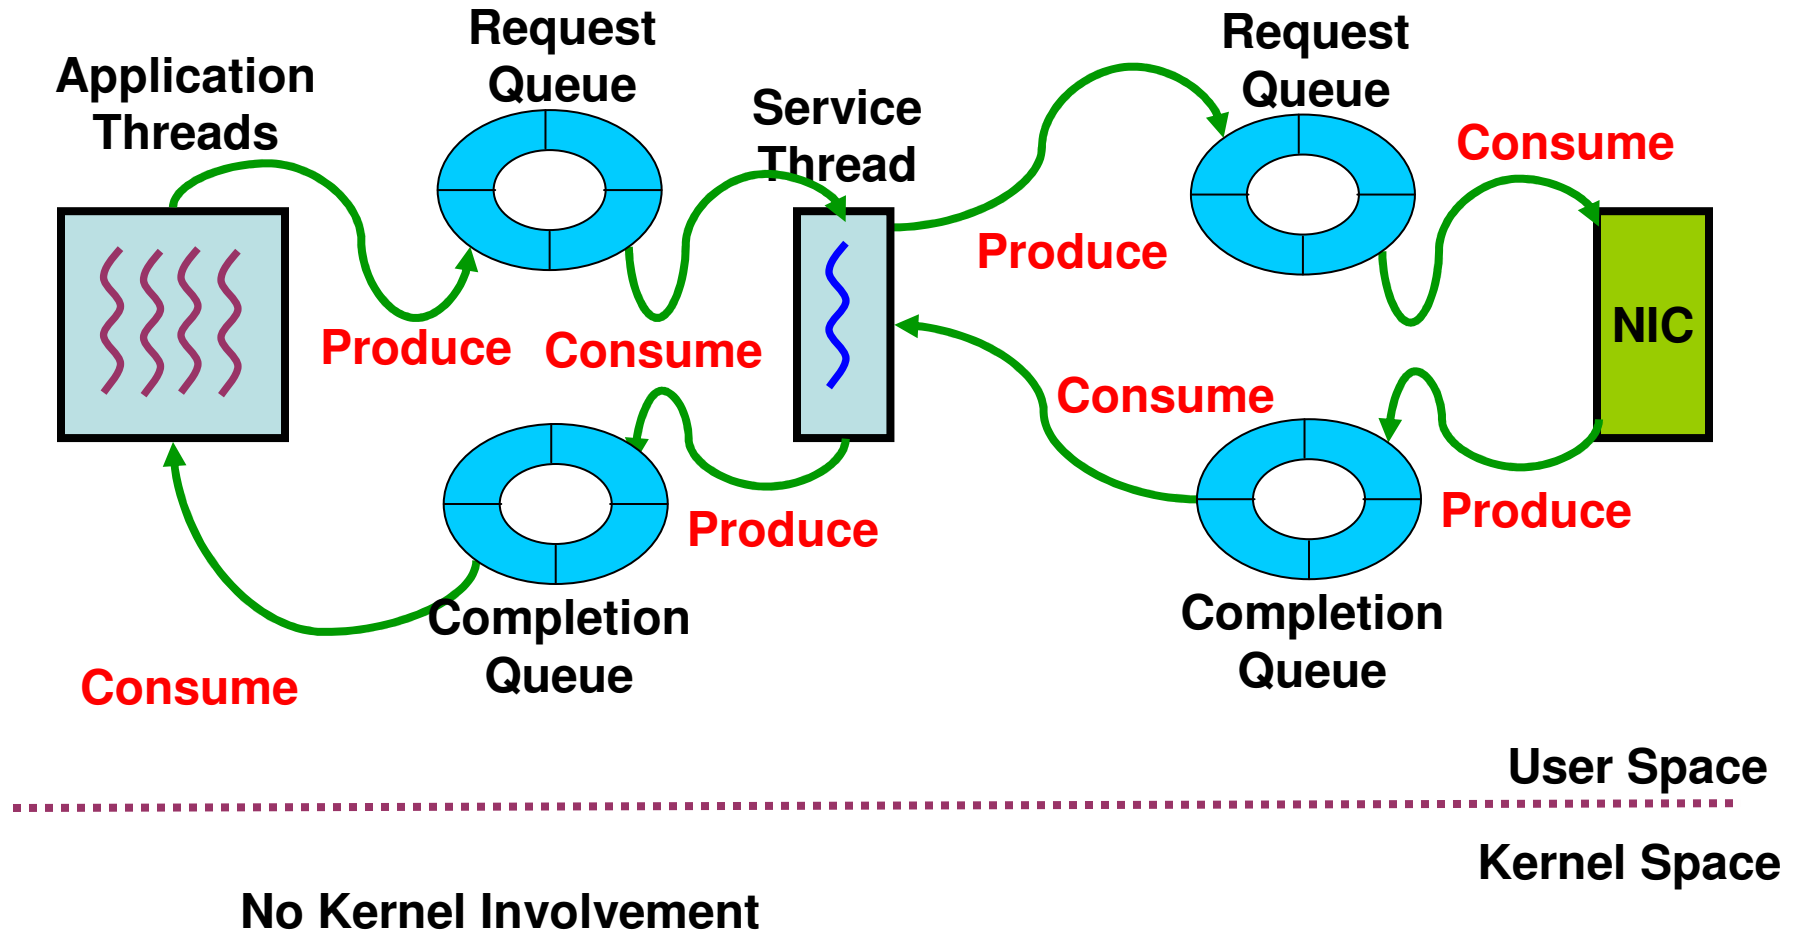 Application
Threads
Request
Queue
Service
Thread
Request
Queue
Consume
Produce
Produce
Consume
NIC
Consume
Produce
Produce
Completion
Queue
Completion
Queue
Consume
User Space
Kernel Space
No Kernel Involvement